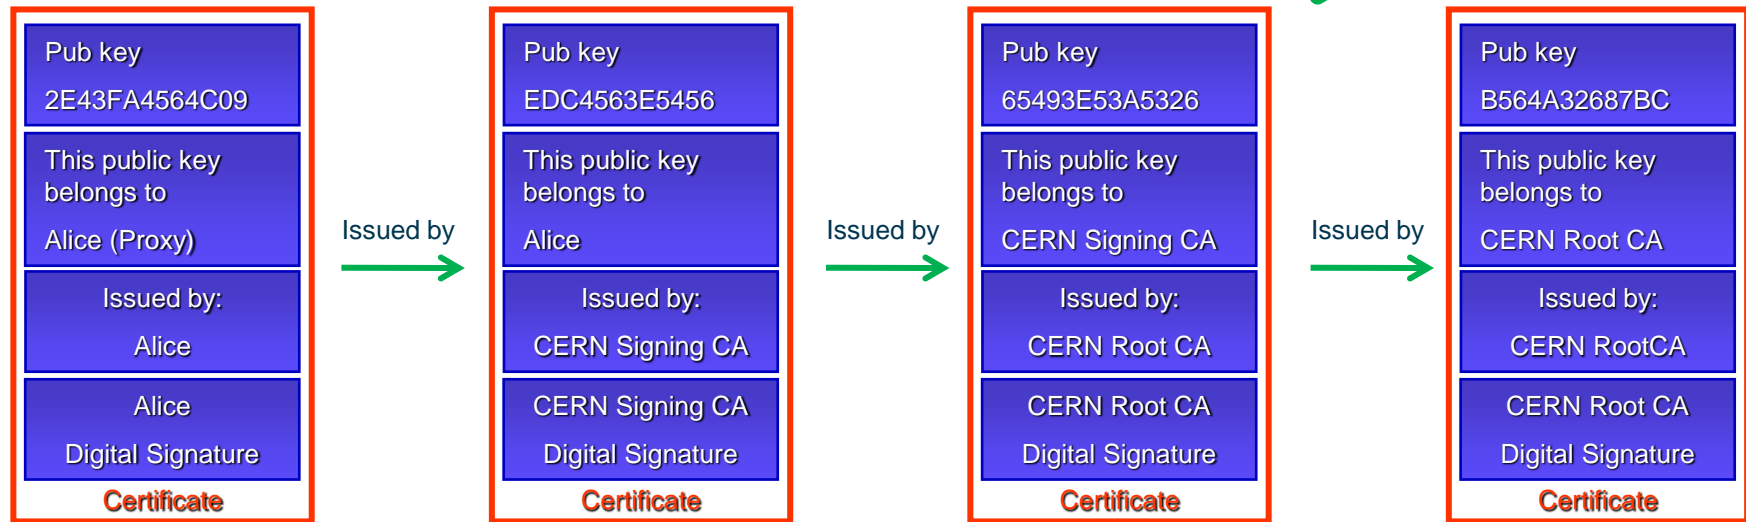 Pub key
2E43FA4564C09
This public key
belongs to
Alice (Proxy)
Issued by:
Alice
Alice
Digital Signature
Certificate
Issued by
Pub key
EDC4563E5456
This public key
belongs to
Alice
Issued by:
CERN Signing CA
CERN Signing CA
Digital Signature
Certificate
Issued by
Pub key
65493E53A5326
This public key
belongs to
CERN Signing CA
Issued by:
CERN Root CA
CERN Root CA
Digital Signature
Certificate
Issued by
Pub key
B564A32687BC
This public key
belongs to
CERN Root CA
Issued by:
CERN RootCA
CERN Root CA
Digital Signature
Certificate